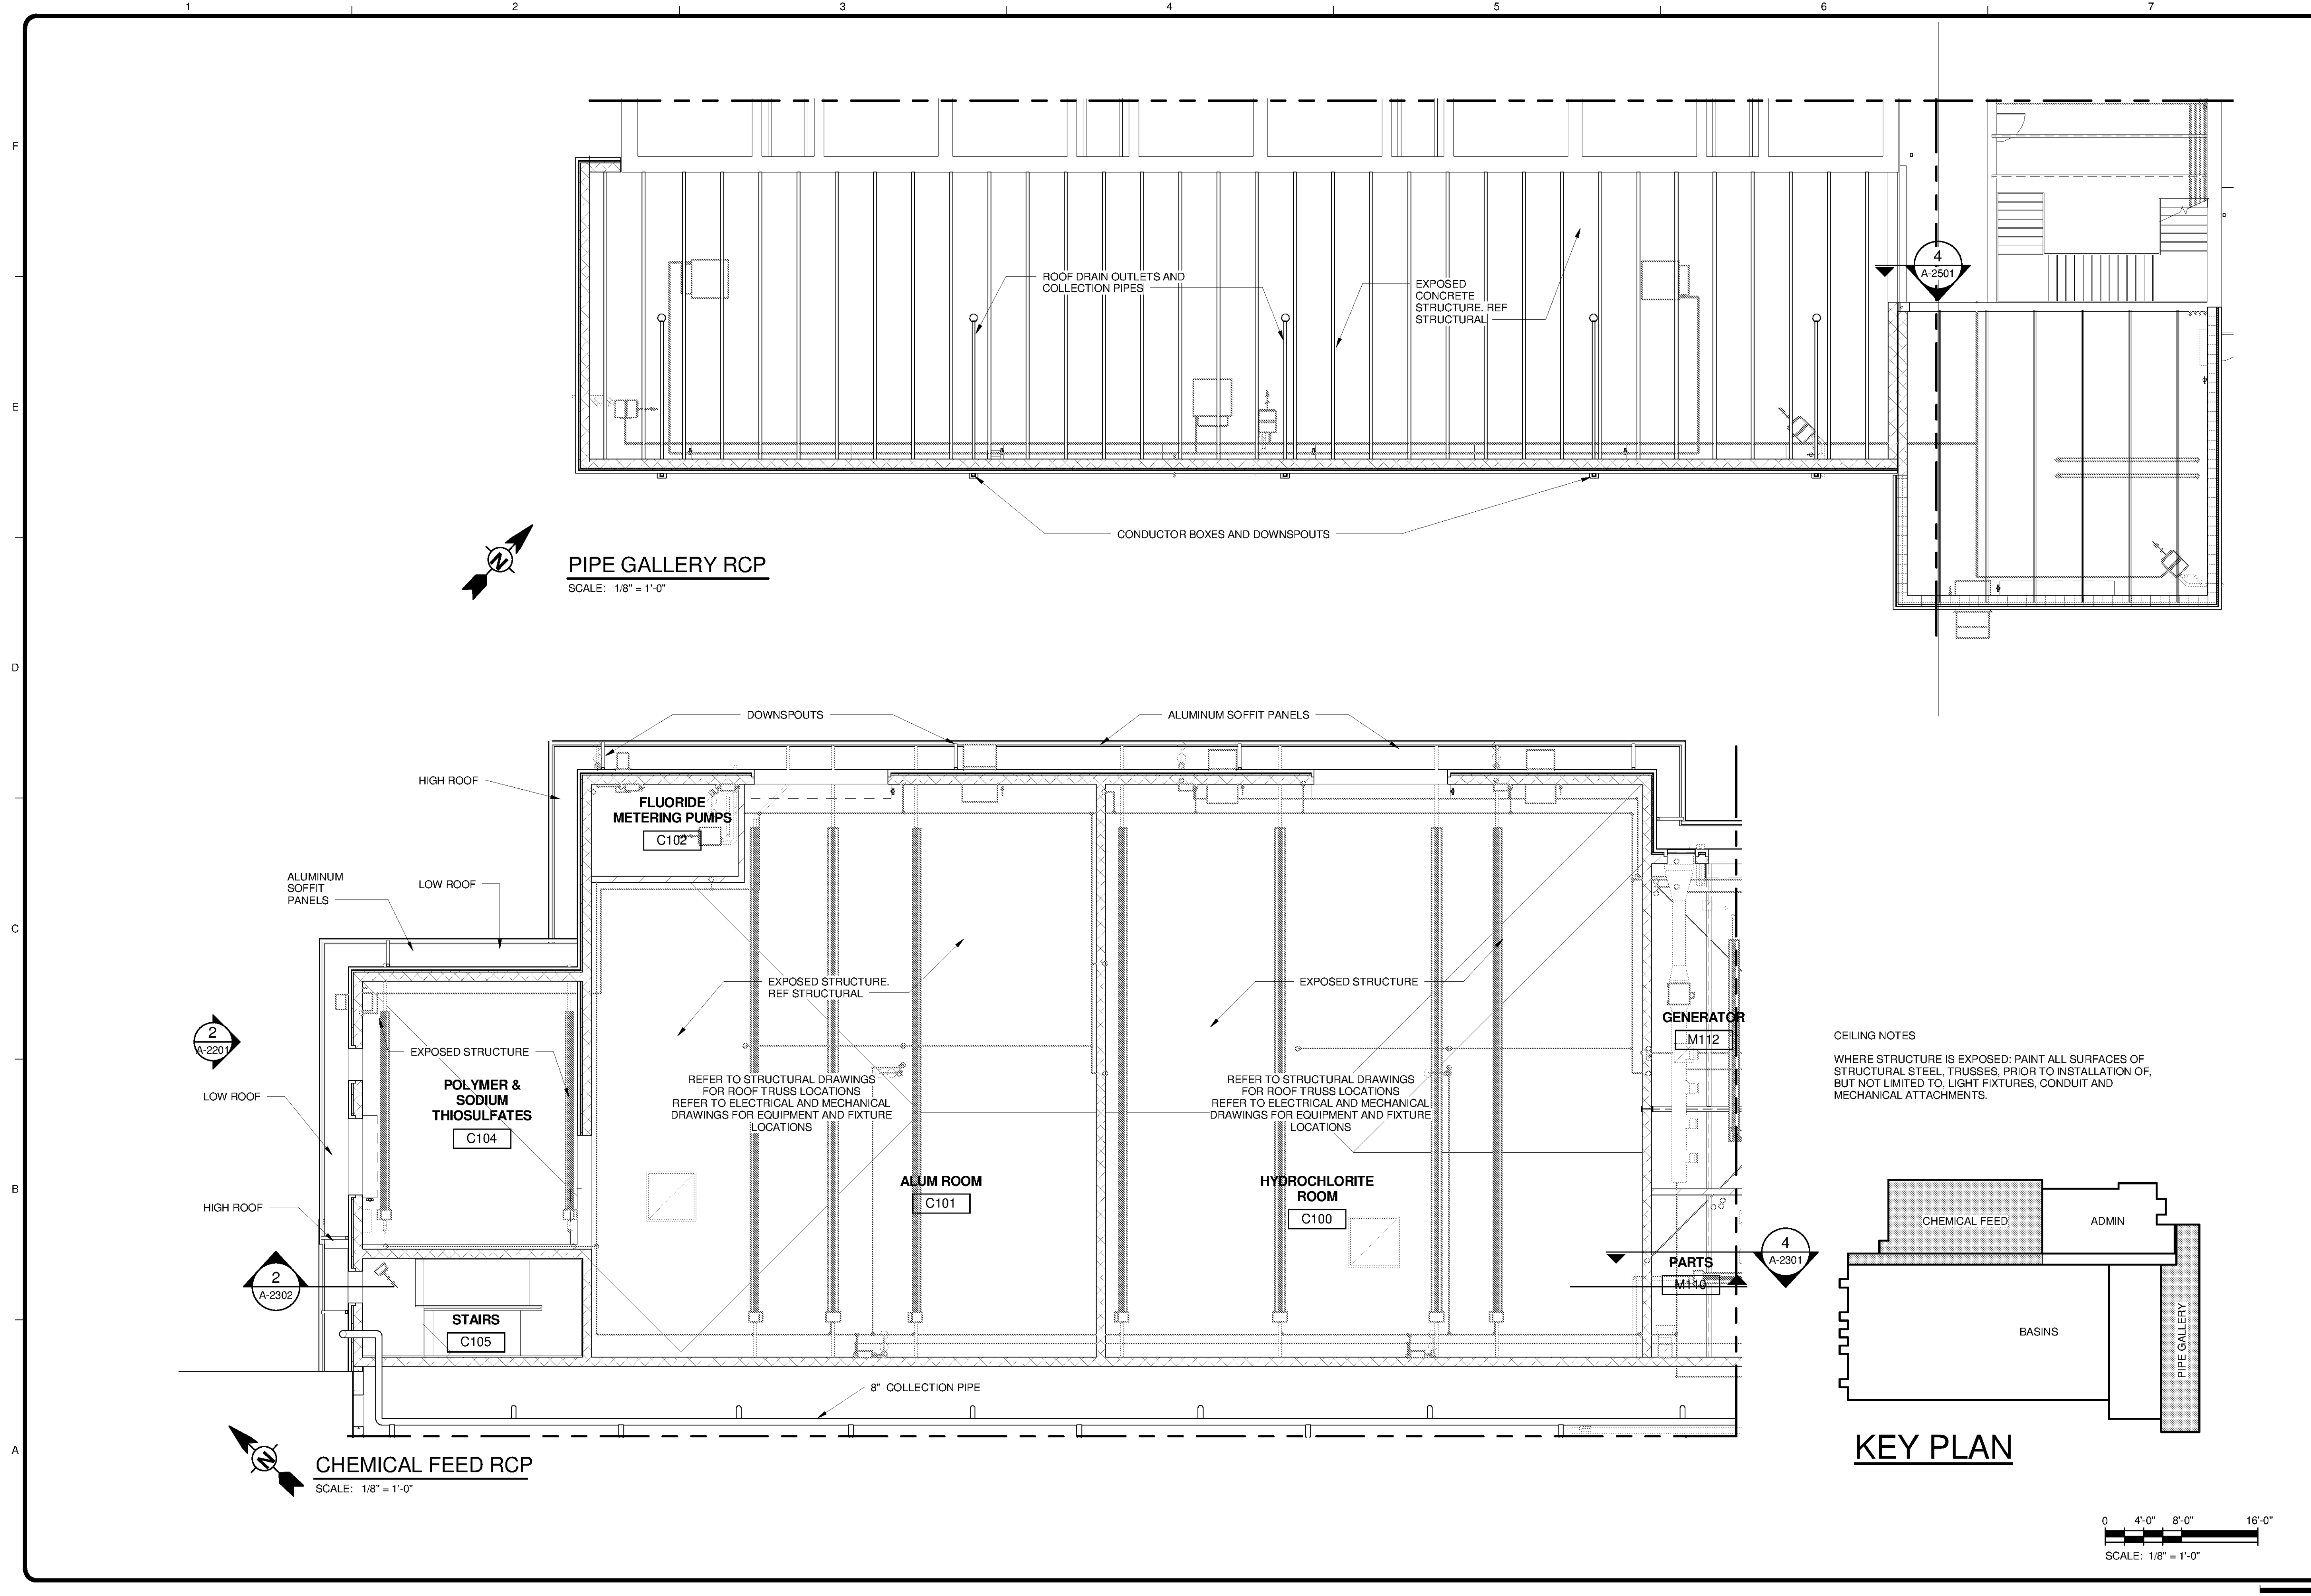 1 2 3 4 5 6 7
F
E
D
C
B
A
ROOF DRAIN OUTLETS AND
COLLECTION PIPES
EXPOSED
CONCRETE
STRUCTURE. REF
STRUCTURAL
4
A-2501
CONDUCTOR BOXES AND DOWNSPOUTS
N
PIPE GALLERY RCP
SCALE: 1/8" = 1'-0"
DOWNSPOUTS
ALUMINUM SOFFIT PANELS
HIGH ROOF
FLUORIDE
METERING PUMPS
C102
ALUMINUM
SOFFIT
PANELS
LOW ROOF
EXPOSED STRUCTURE.
REF STRUCTURAL
EXPOSED STRUCTURE
GENERATOR
M112
2
A-2201
EXPOSED STRUCTURE
POLYMER &
SODIUM
THIOSULFATES
C104
REFER TO STRUCTURAL DRAWINGS
FOR ROOF TRUSS LOCATIONS
REFER TO ELECTRICAL AND MECHANICAL
DRAWINGS FOR EQUIPMENT AND FIXTURE
LOCATIONS
REFER TO STRUCTURAL DRAWINGS
FOR ROOF TRUSS LOCATIONS
REFER TO ELECTRICAL AND MECHANICAL
DRAWINGS FOR EQUIPMENT AND FIXTURE
LOCATIONS
LOW ROOF
HIGH ROOF
ALUM ROOM
C101
HYDROCHLORITE
ROOM
C100
PARTS
M110
4
A-2301
2
A-2302
STAIRS
C105
8" COLLECTION PIPE
N
CHEMICAL FEED RCP
SCALE: 1/8" = 1'-0"
CEILING NOTES
WHERE STRUCTURE IS EXPOSED: PAINT ALL SURFACES OF
STRUCTURAL STEEL, TRUSSES, PRIOR TO INSTALLATION OF,
BUT NOT LIMITED TO, LIGHT FIXTURES, CONDUIT AND
MECHANICAL ATTACHMENTS.
CHEMICAL FEED
ADMIN
BASINS
PIPE GALLERY
KEY PLAN
0 4'-0" 8'-0" 16'-0"
SCALE: 1/8" = 1'-0"